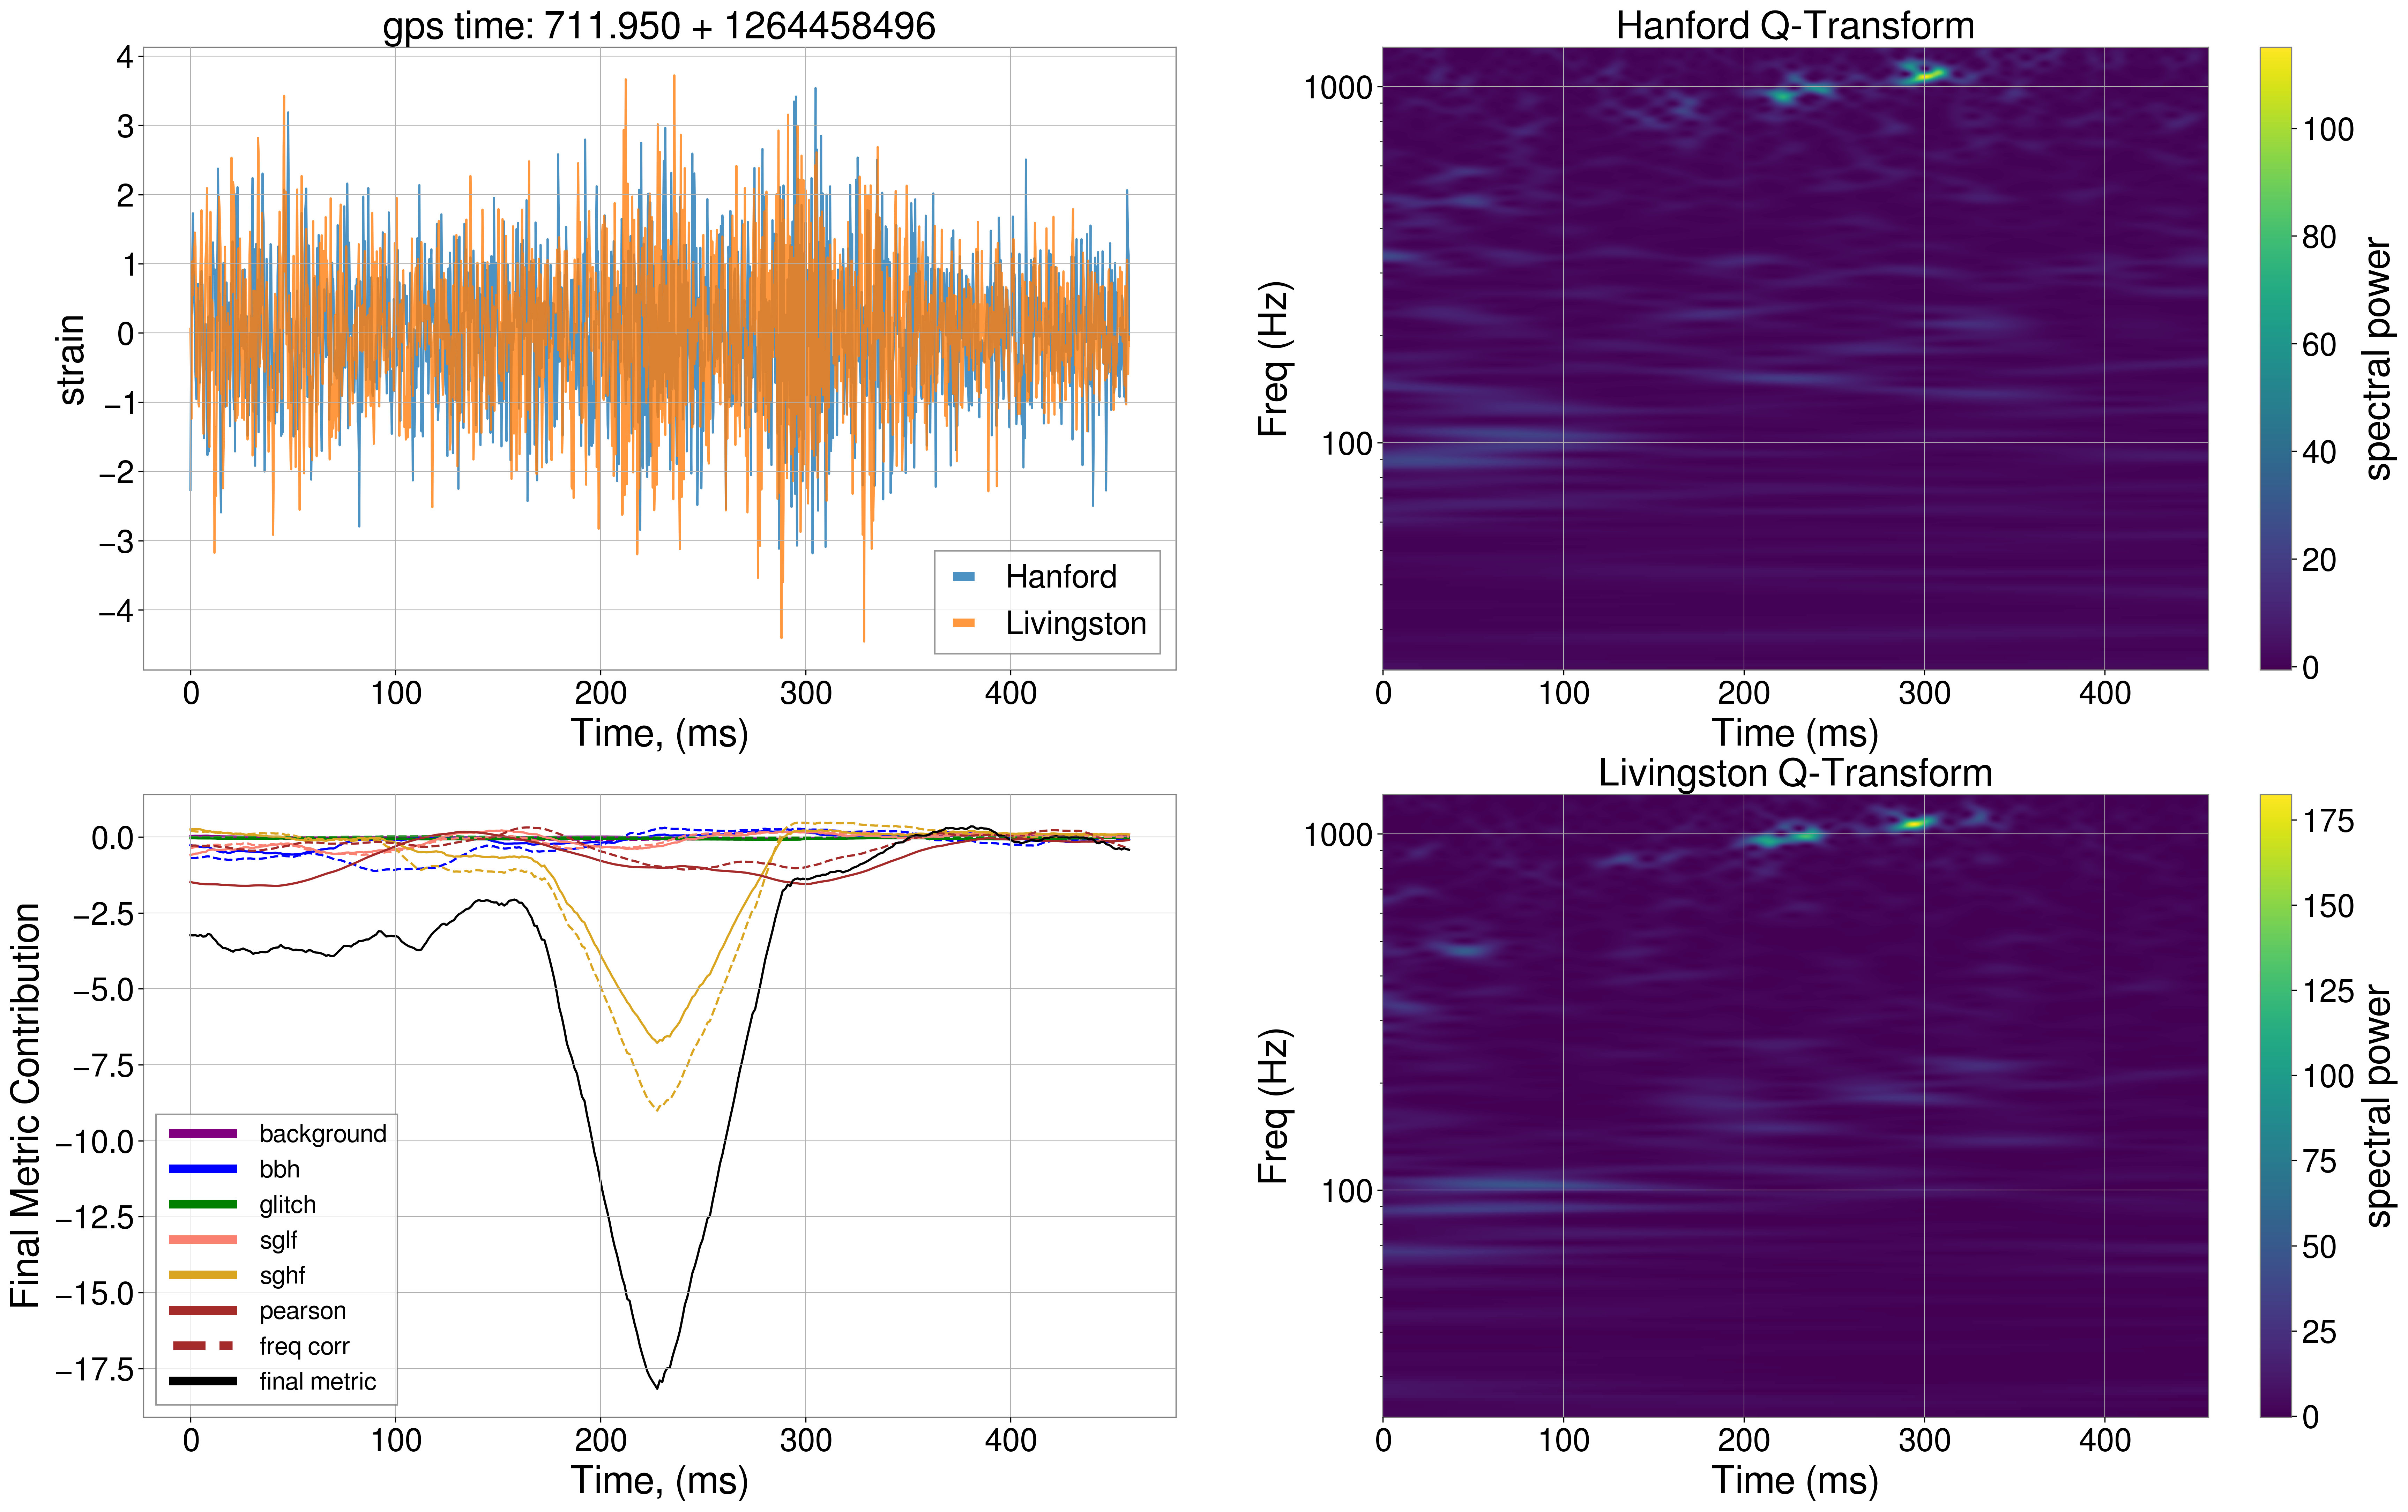 gps time: 711.950 + 1264458496
4
3
2
1
0
−1
−2
−3
−4
strain
Hanford
Livingston
0 100 200 300 400
Time, (ms)
Hanford Q-Transform
1000
100
Freq (Hz)
0 100 200 300 400
Time (ms)
100
80
60
40
20
0
spectral power
0.0
−2.5
−5.0
−7.5
−10.0
−12.5
−15.0
−17.5
Final Metric Contribution
background
bbh
glitch
sglf
sghf
pearson
freq corr
final metric
0 100 200 300 400
Time, (ms)
Livingston Q-Transform
1000
100
Freq (Hz)
0 100 200 300 400
Time (ms)
175
150
125
100
75
50
25
0
spectral power